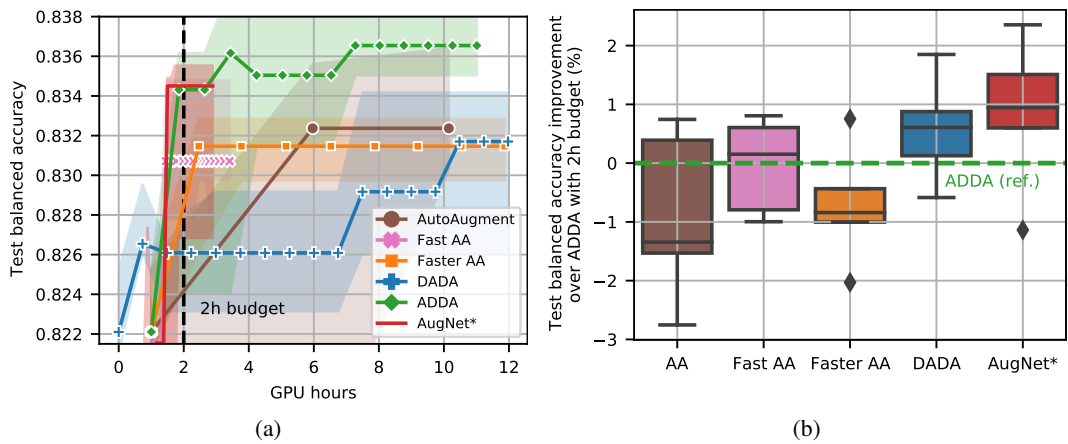 0.838
0.836
0.834
0.832
0.830
0.828
0.826
0.824
0.822
Test balanced accuracy
0 2 4 6 8 10 12
GPU hours
2h budget
AutoAugment
Fast AA
Faster AA
DADA
ADDA
AugNet*
(a)
Test balanced accuracy improvement
over ADDA with 2h budget (%)
2
1
0
−1
−2
−3
ADDA (ref.)
AA Fast AA Faster AA DADA AugNet*
(b)